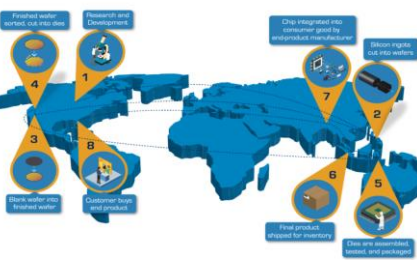 Finished wafer
sorted, cut into dies
4
Research and
Development
1
Chip integrated into
consumer good by
end-product manufacturer
7
Silicon ingots
cut into wafers
2
3
Blank wafer into
finished wafer
8
Customer buys
end product
6
Final product
shipped for inventory
5
Dies are assembled,
tested, and packaged